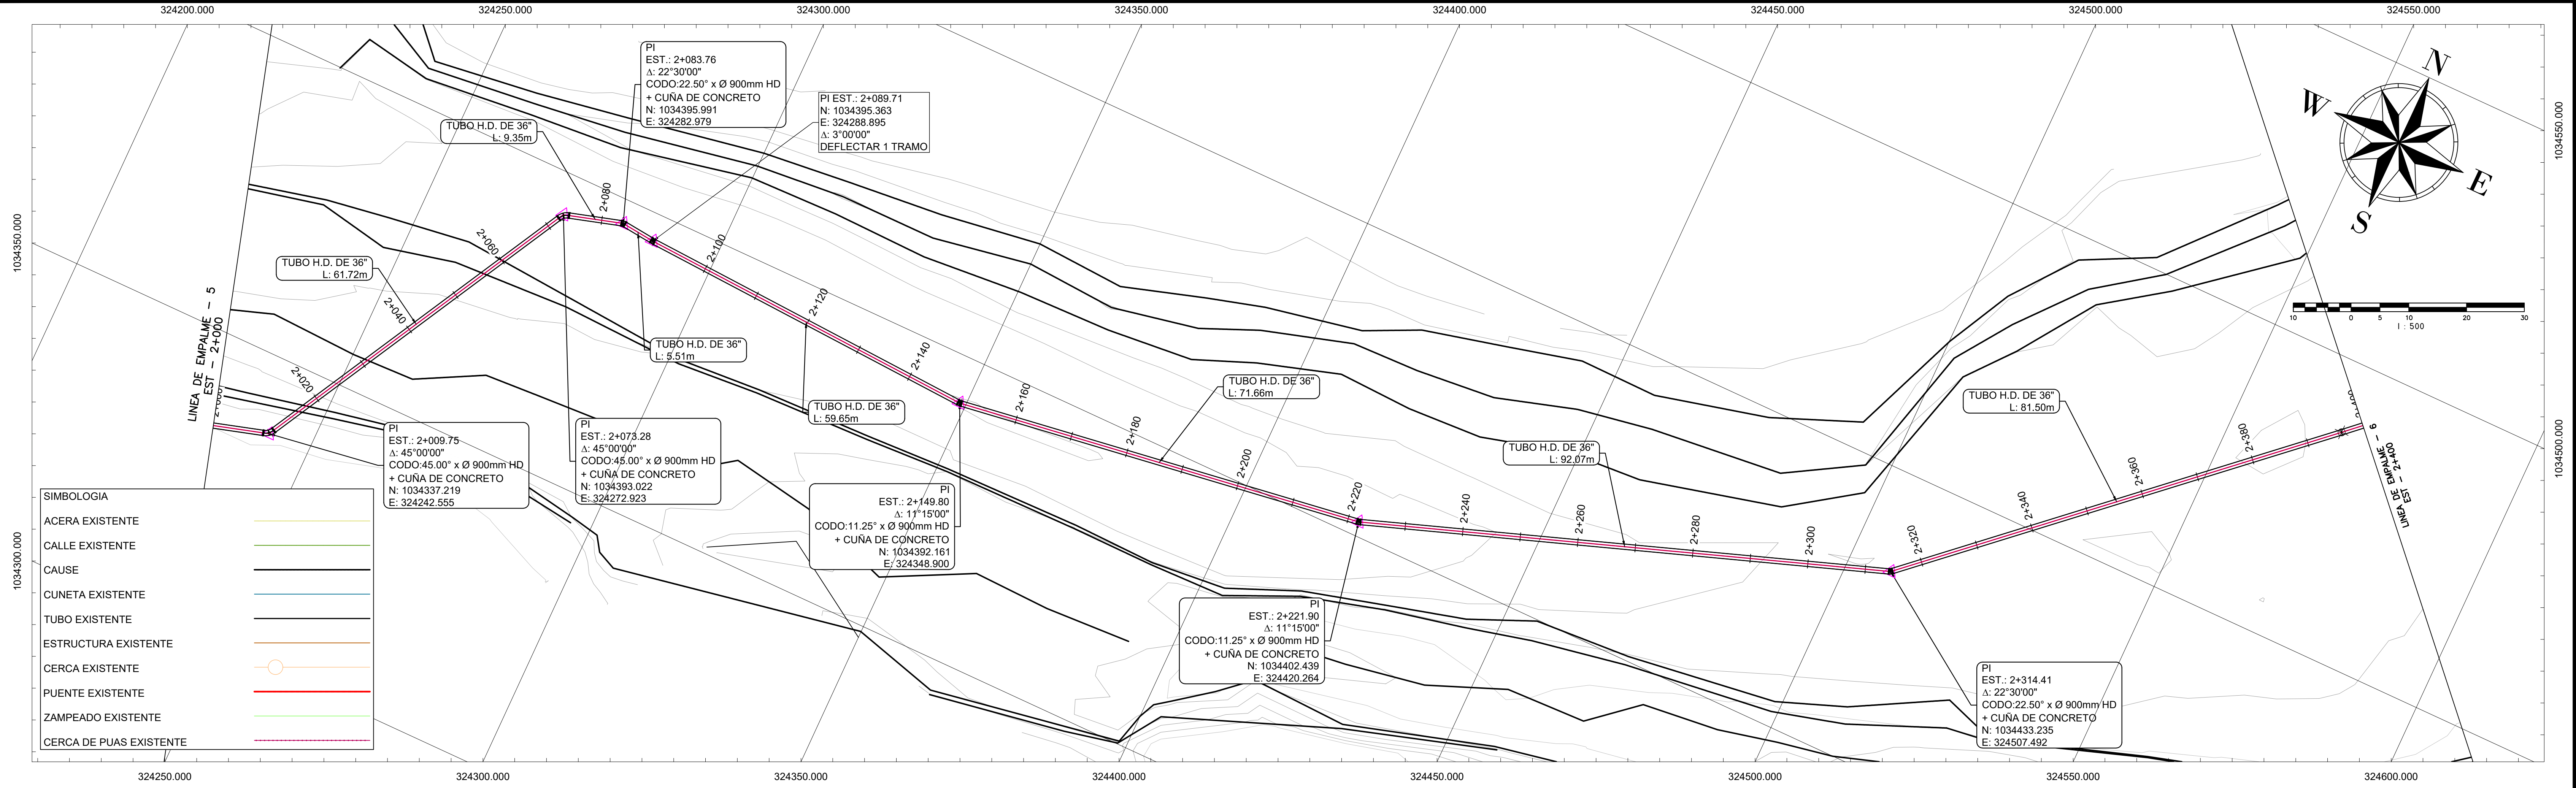 324200.000
324250.000
324300.000
324350.000
324400.000
324450.000
324500.000
324550.000
1034350.000
1034300.000
1034550.000
1034500.000
PI
EST.: 2+083.76
Δ: 22°30'00"
CODO:22.50° x Ø 900mm HD
+ CUÑA DE CONCRETO
N: 1034395.991
E: 324282.979
PI EST.: 2+089.71
N: 1034395.363
E: 324288.895
Δ: 3°00'00"
DEFLECTAR 1 TRAMO
TUBO H.D. DE 36"
L: 9.35m
TUBO H.D. DE 36"
L: 61.72m
TUBO H.D. DE 36"
L: 5.51m
TUBO H.D. DE 36"
L: 59.65m
TUBO H.D. DE 36"
L: 71.66m
TUBO H.D. DE 36"
L: 92.07m
TUBO H.D. DE 36"
L: 81.50m
N
W
E
S
10 0 5 10 20 30
1 : 500
LINEA DE EMPALME - 5
EST - 2+000
2+020
2+040
2+060
2+080
2+100
2+120
2+140
2+160
2+180
2+200
2+220
2+240
2+260
2+280
2+300
2+320
2+340
2+360
2+380
LINEA DE EMPALME - 6
EST - 2+400
PI
EST.: 2+009.75
Δ: 45°00'00"
CODO:45.00° x Ø 900mm HD
+ CUÑA DE CONCRETO
N: 1034337.219
E: 324242.555
PI
EST.: 2+073.28
Δ: 45°00'00"
CODO:45.00° x Ø 900mm HD
+ CUÑA DE CONCRETO
N: 1034393.022
E: 324272.923
PI
EST.: 2+149.80
Δ: 11°15'00"
CODO:11.25° x Ø 900mm HD
+ CUÑA DE CONCRETO
N: 1034392.161
E: 324348.900
PI
EST.: 2+221.90
Δ: 11°15'00"
CODO:11.25° x Ø 900mm HD
+ CUÑA DE CONCRETO
N: 1034402.439
E: 324420.264
PI
EST.: 2+314.41
Δ: 22°30'00"
CODO:22.50° x Ø 900mm HD
+ CUÑA DE CONCRETO
N: 1034433.235
E: 324507.492
SIMBOLOGIA
ACERA EXISTENTE
CALLE EXISTENTE
CAUSE
CUNETA EXISTENTE
TUBO EXISTENTE
ESTRUCTURA EXISTENTE
CERCA EXISTENTE
PUENTE EXISTENTE
ZAMPEADO EXISTENTE
CERCA DE PUAS EXISTENTE
324250.000
324300.000
324350.000
324400.000
324450.000
324500.000
324550.000
324600.000